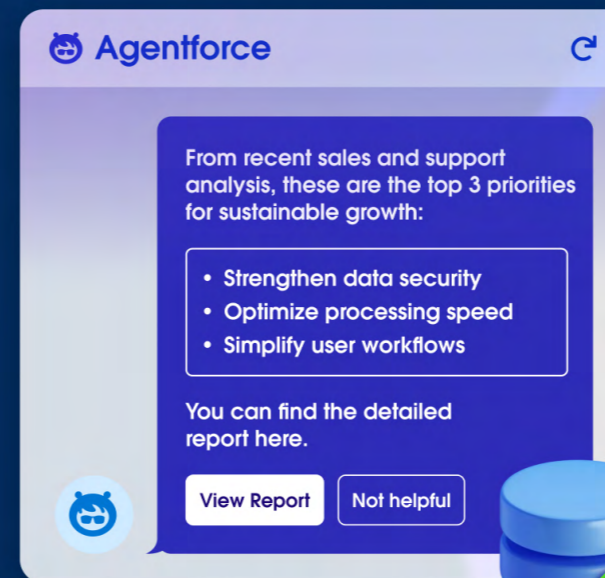 Agentforce
From recent sales and support
analysis, these are the top 3 priorities
for sustainable growth:
• Strengthen data security
• Optimize processing speed
• Simplify user workflows
You can find the detailed
report here.
View Report
Not helpful